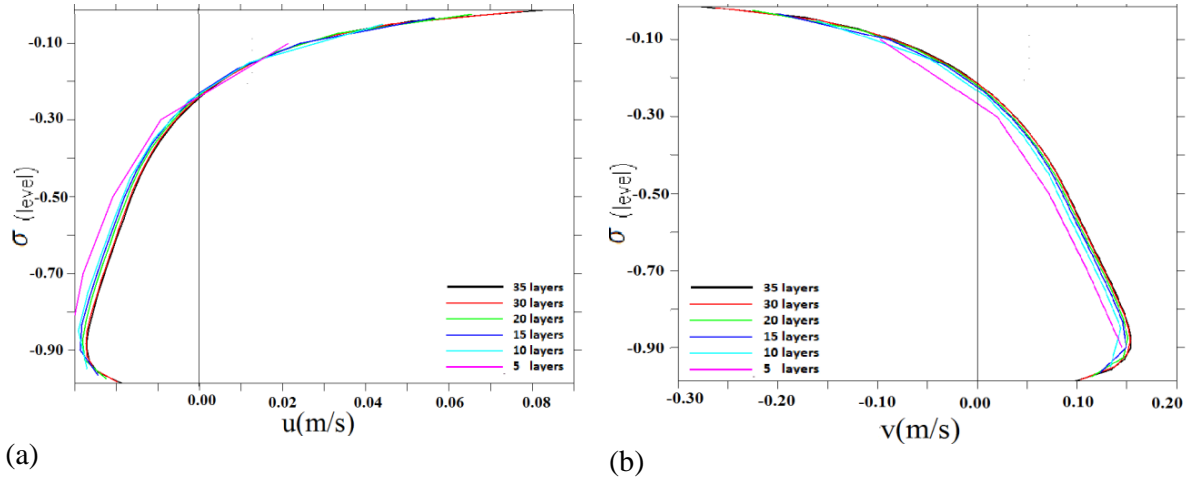 -0.10
-0.30
-0.50
-0.70
-0.90
σ (level)
35 layers
30 layers
20 layers
15 layers
10 layers
5 layers
0.00 0.02 0.04 0.06 0.08
u(m/s)
(a)
-0.10
-0.30
-0.50
-0.70
-0.90
σ (level)
35 layers
30 layers
20 layers
15 layers
10 layers
5 layers
-0.30 -0.20 -0.10 0.00 0.10 0.20
v(m/s)
(b)